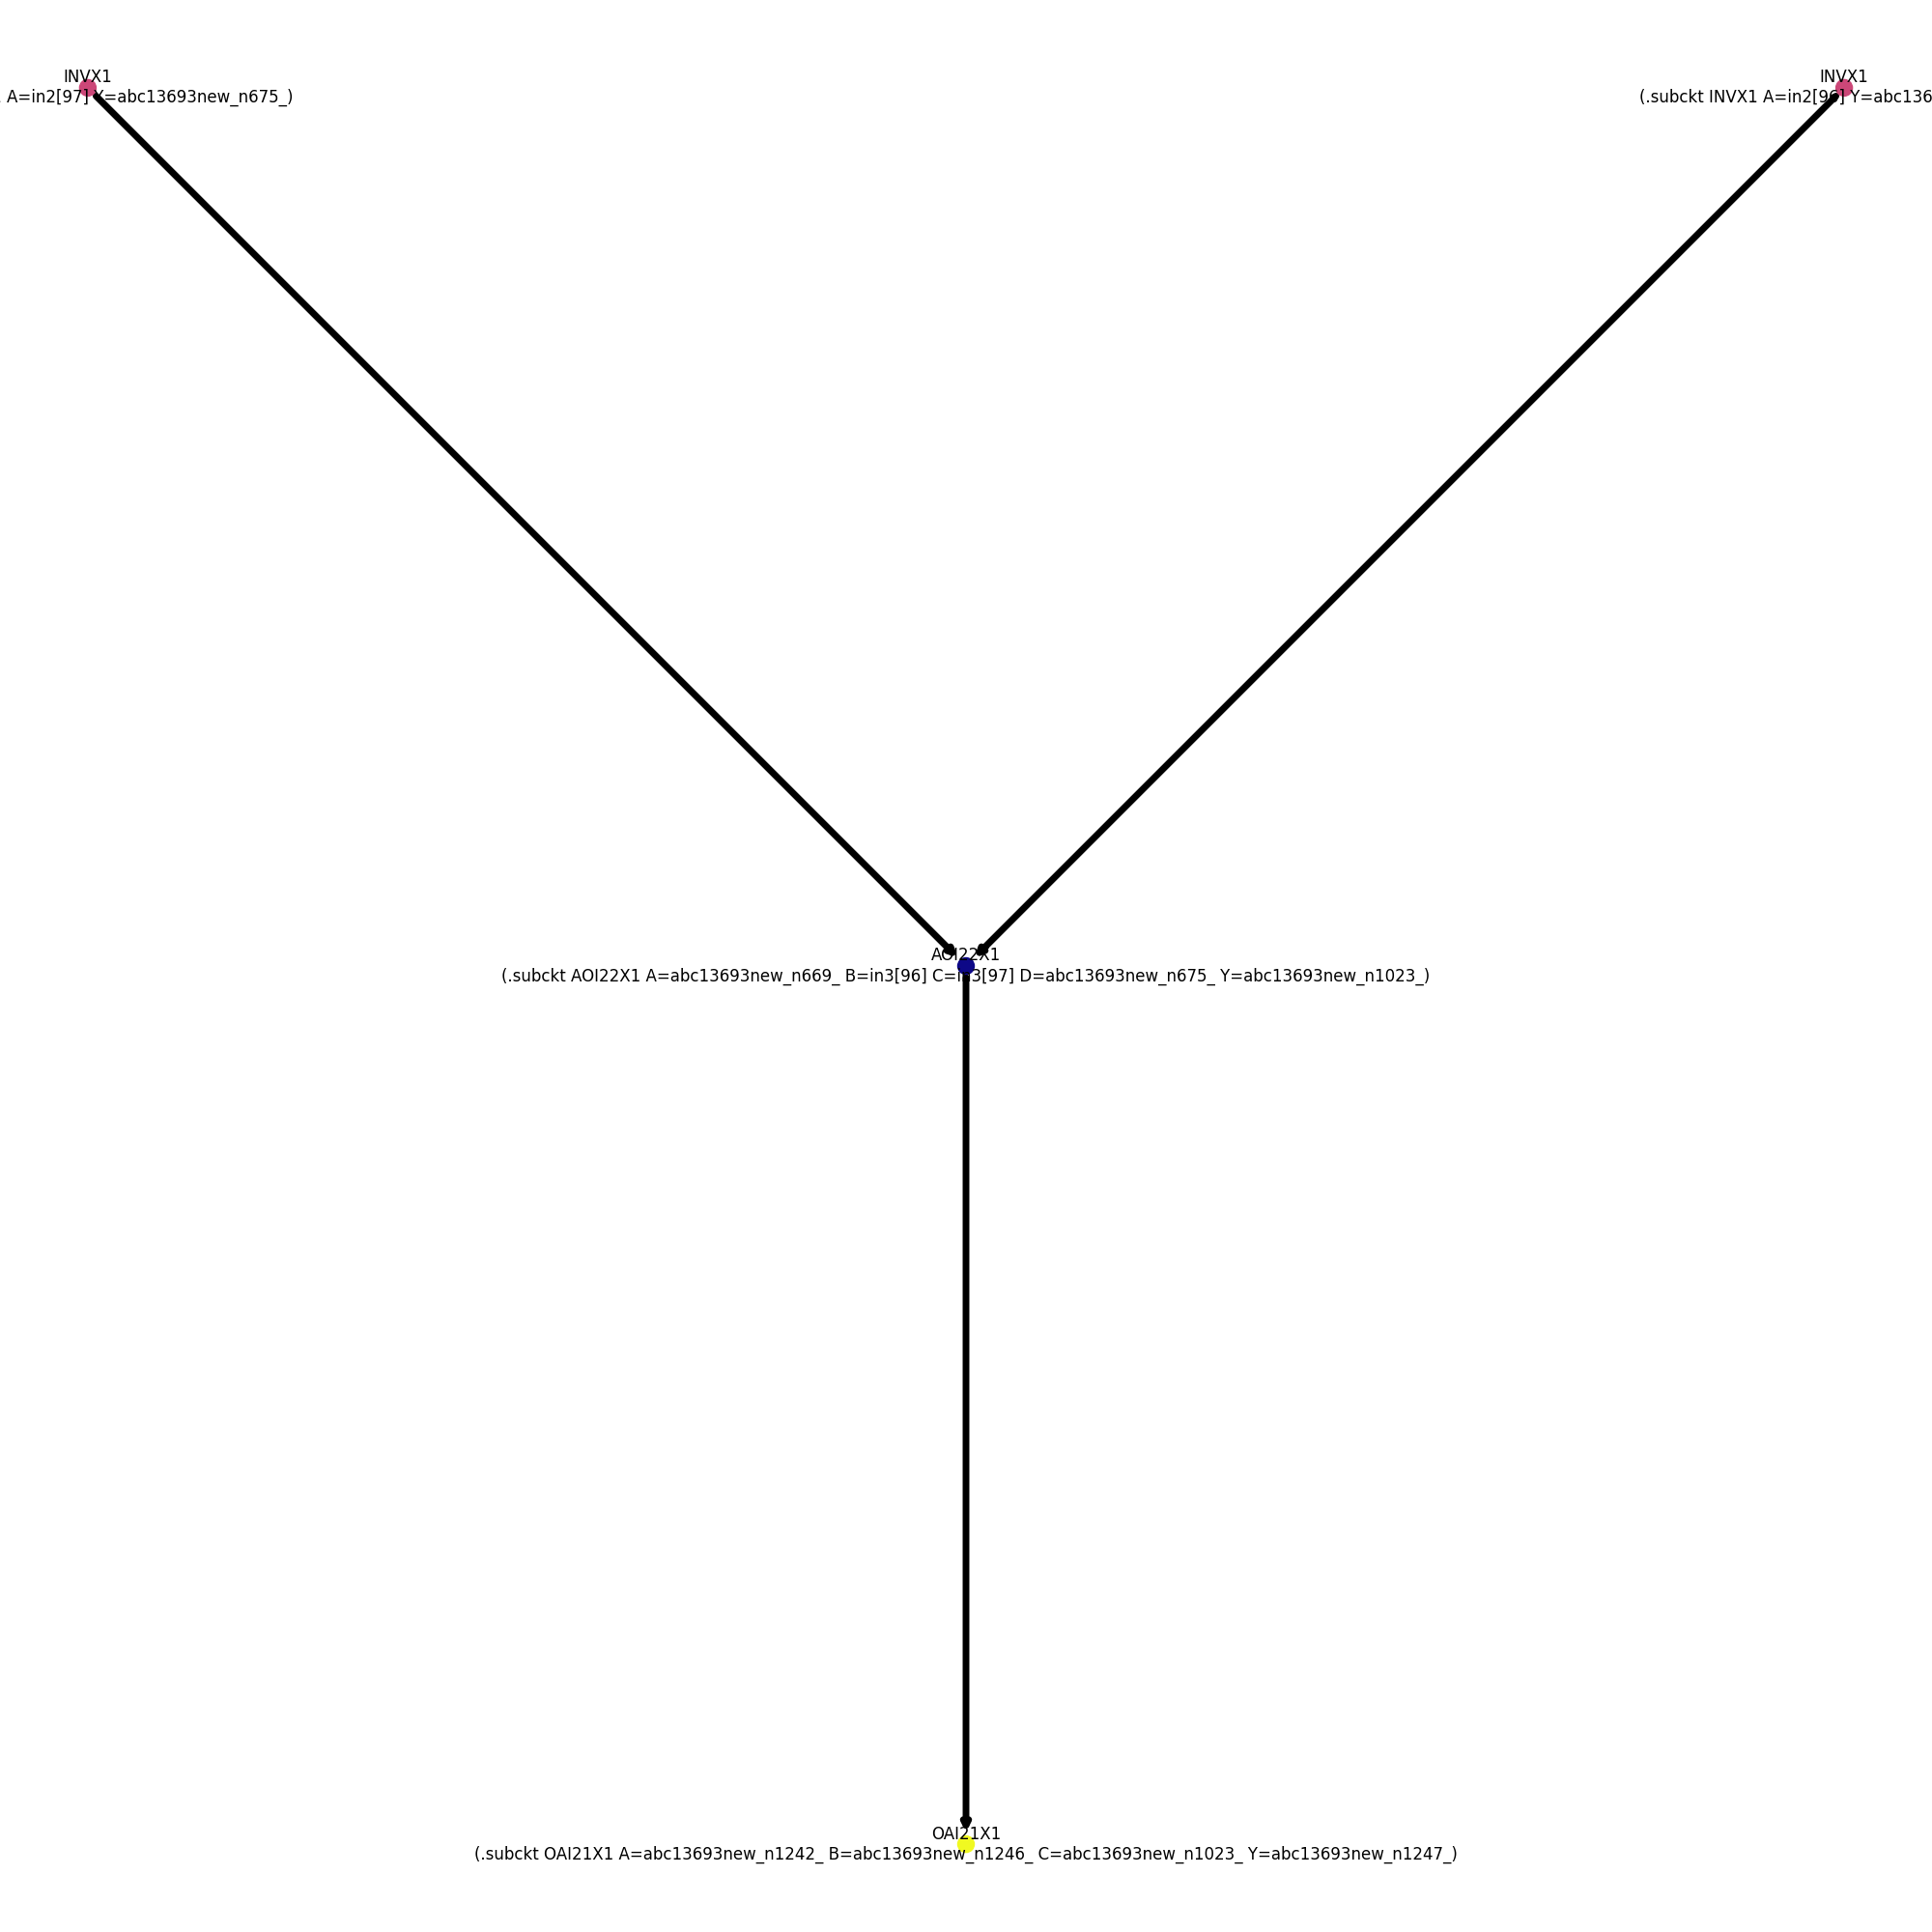 INVX1
A=in2[97] Y=abc13693new_n675_)
INVX1
(.subckt INVX1 A=in2[96] Y=abc136
AOI22X1
(.subckt AOI22X1 A=abc13693new_n669_ B=in3[96] C=in3[97] D=abc13693new_n675_ Y=abc13693new_n1023_)
OAI21X1
(.subckt OAI21X1 A=abc13693new_n1242_ B=abc13693new_n1246_ C=abc13693new_n1023_ Y=abc13693new_n1247_)